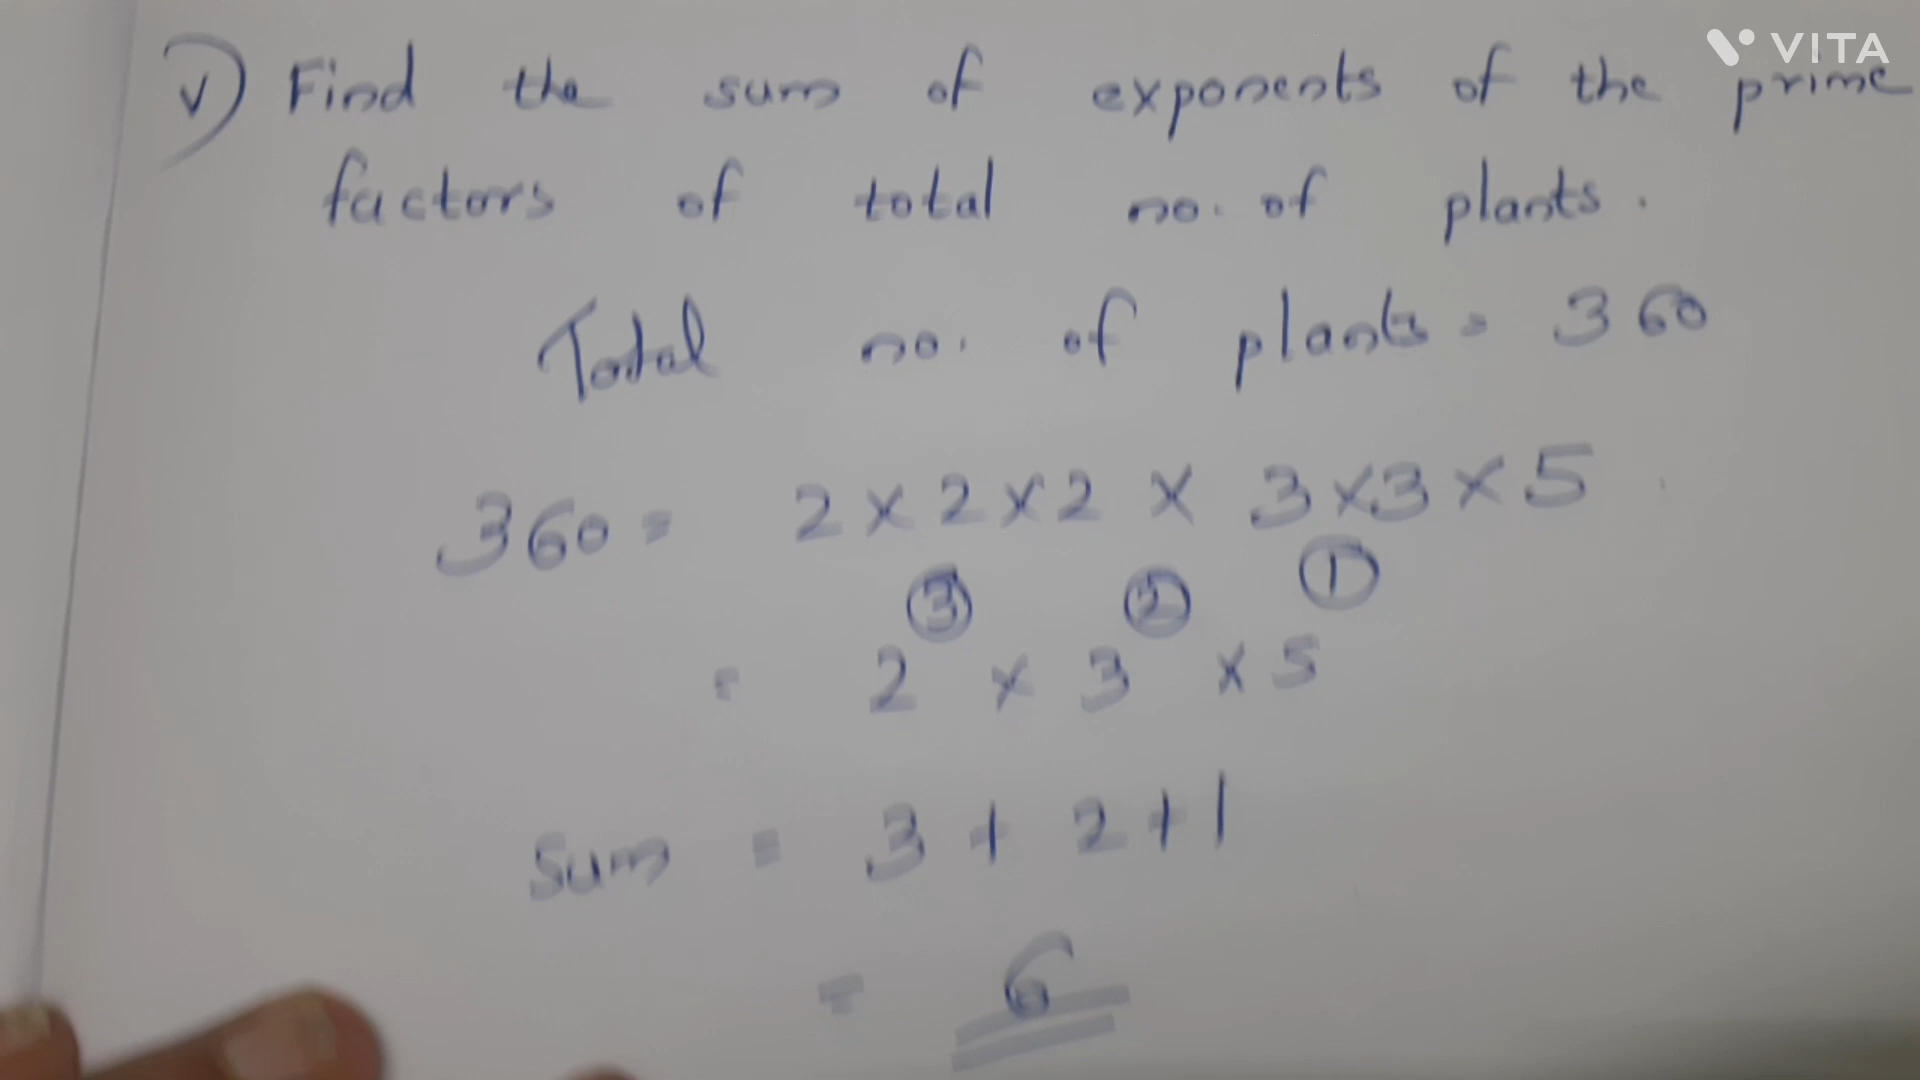 VITA
v) Find the sum of exponents of the prime
factors of total no. of plants.
Total no. of plants = 360
360 = 2 × 2 × 2 × 3 × 3 × 5
③ ② ①
= 2 × 3 × 5
Sum = 3 + 2 + 1
= 6